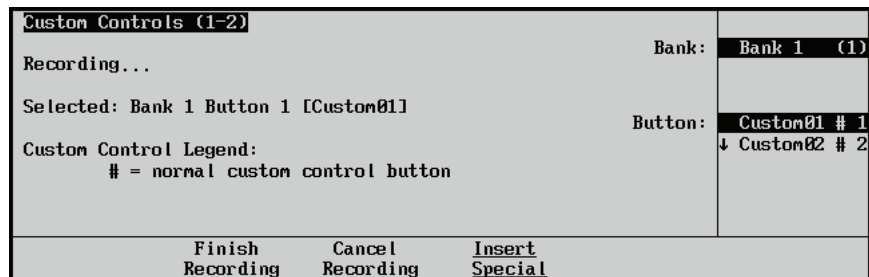 Custom Controls (1-2)
Bank: Bank 1 (1)
Recording...
Selected: Bank 1 Button 1 [Custom01]
Button: Custom01 # 1
↓ Custom02 # 2
Custom Control Legend:
# = normal custom control button
Finish Recording
Cancel Recording
Insert Special